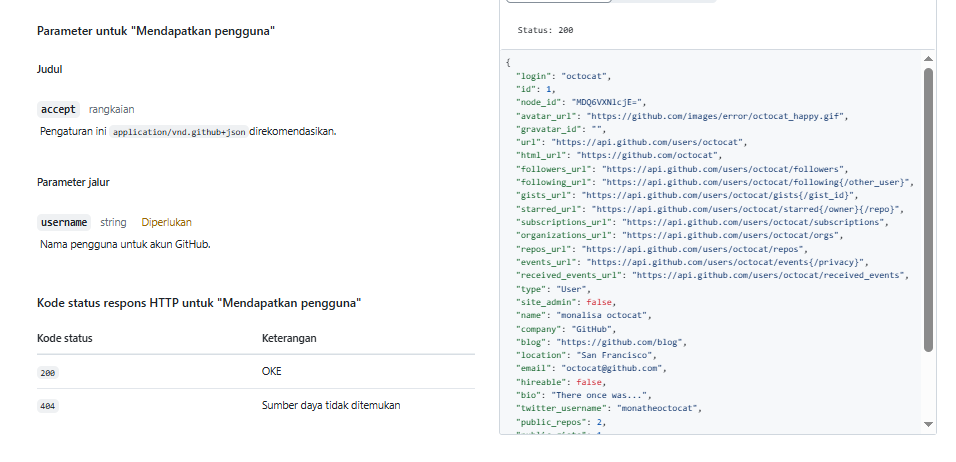 Parameter untuk "Mendapatkan pengguna"
Judul
accept rangkaian
Pengaturan ini application/vnd.github+json direkomendasikan.
Parameter jalur
username string Diperlukan
Nama pengguna untuk akun GitHub.
Kode status respons HTTP untuk "Mendapatkan pengguna"
Kode status Keterangan
200 OKE
404 Sumber daya tidak ditemukan
Status: 200
{
"login": "octocat",
"id": 1,
"node_id": "MDQ6VXNlcjE=",
"avatar_url": "https://github.com/images/error/octocat_happy.gif",
"gravatar_id": "",
"url": "https://api.github.com/users/octocat",
"html_url": "https://github.com/octocat",
"followers_url": "https://api.github.com/users/octocat/followers",
"following_url": "https://api.github.com/users/octocat/following{/other_user}",
"gists_url": "https://api.github.com/users/octocat/gists{/gist_id}",
"starred_url": "https://api.github.com/users/octocat/starred{/owner}{/repo}",
"subscriptions_url": "https://api.github.com/users/octocat/subscriptions",
"organizations_url": "https://api.github.com/users/octocat/orgs",
"repos_url": "https://api.github.com/users/octocat/repos",
"events_url": "https://api.github.com/users/octocat/events{/privacy}",
"received_events_url": "https://api.github.com/users/octocat/received_events",
"type": "User",
"site_admin": false,
"name": "monalisa octocat",
"company": "GitHub",
"blog": "https://github.com/blog",
"location": "San Francisco",
"email": "octocat@github.com",
"hireable": false,
"bio": "There once was...",
"twitter_username": "monatheoctocat",
"public_repos": 2,